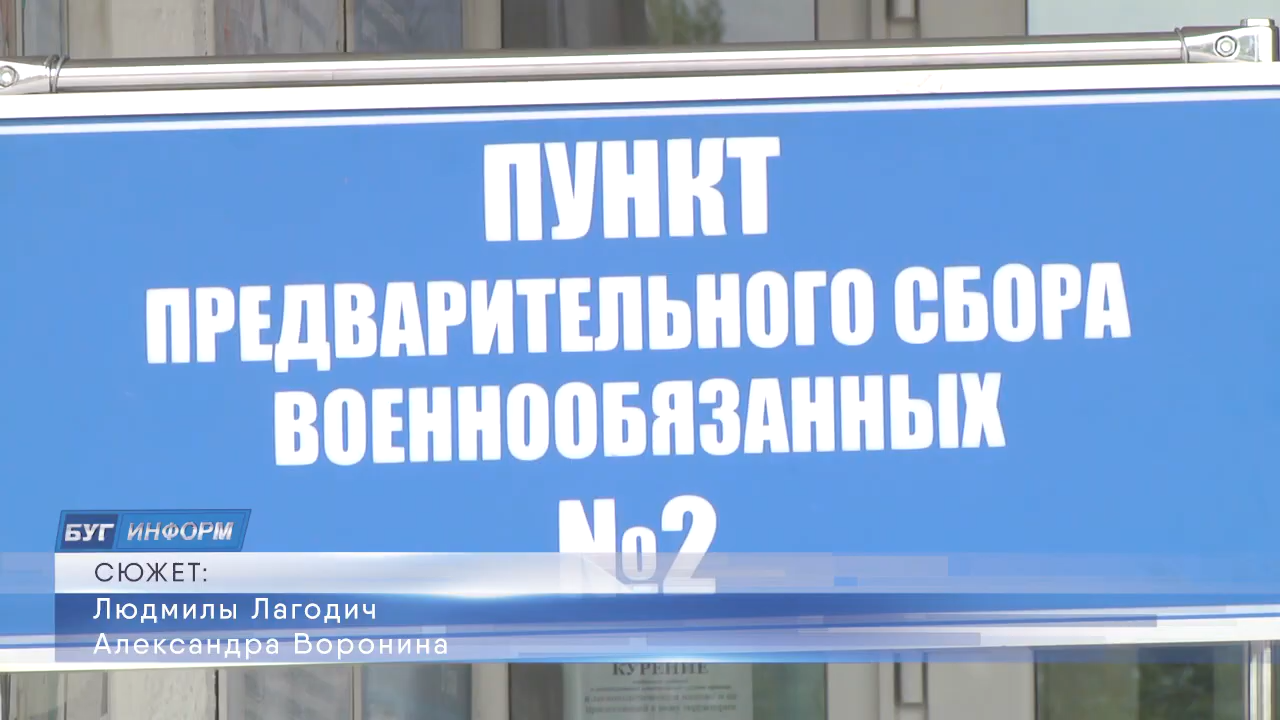 ПУНКТ
ПРЕДВАРИТЕЛЬНОГО СБОРА
ВОЕННООБЯЗАННЫХ
№2
БУГ ИНФОРМ
СЮЖЕТ:
Людмилы Лагодич
Александра Воронина
КУРЕНИЕ